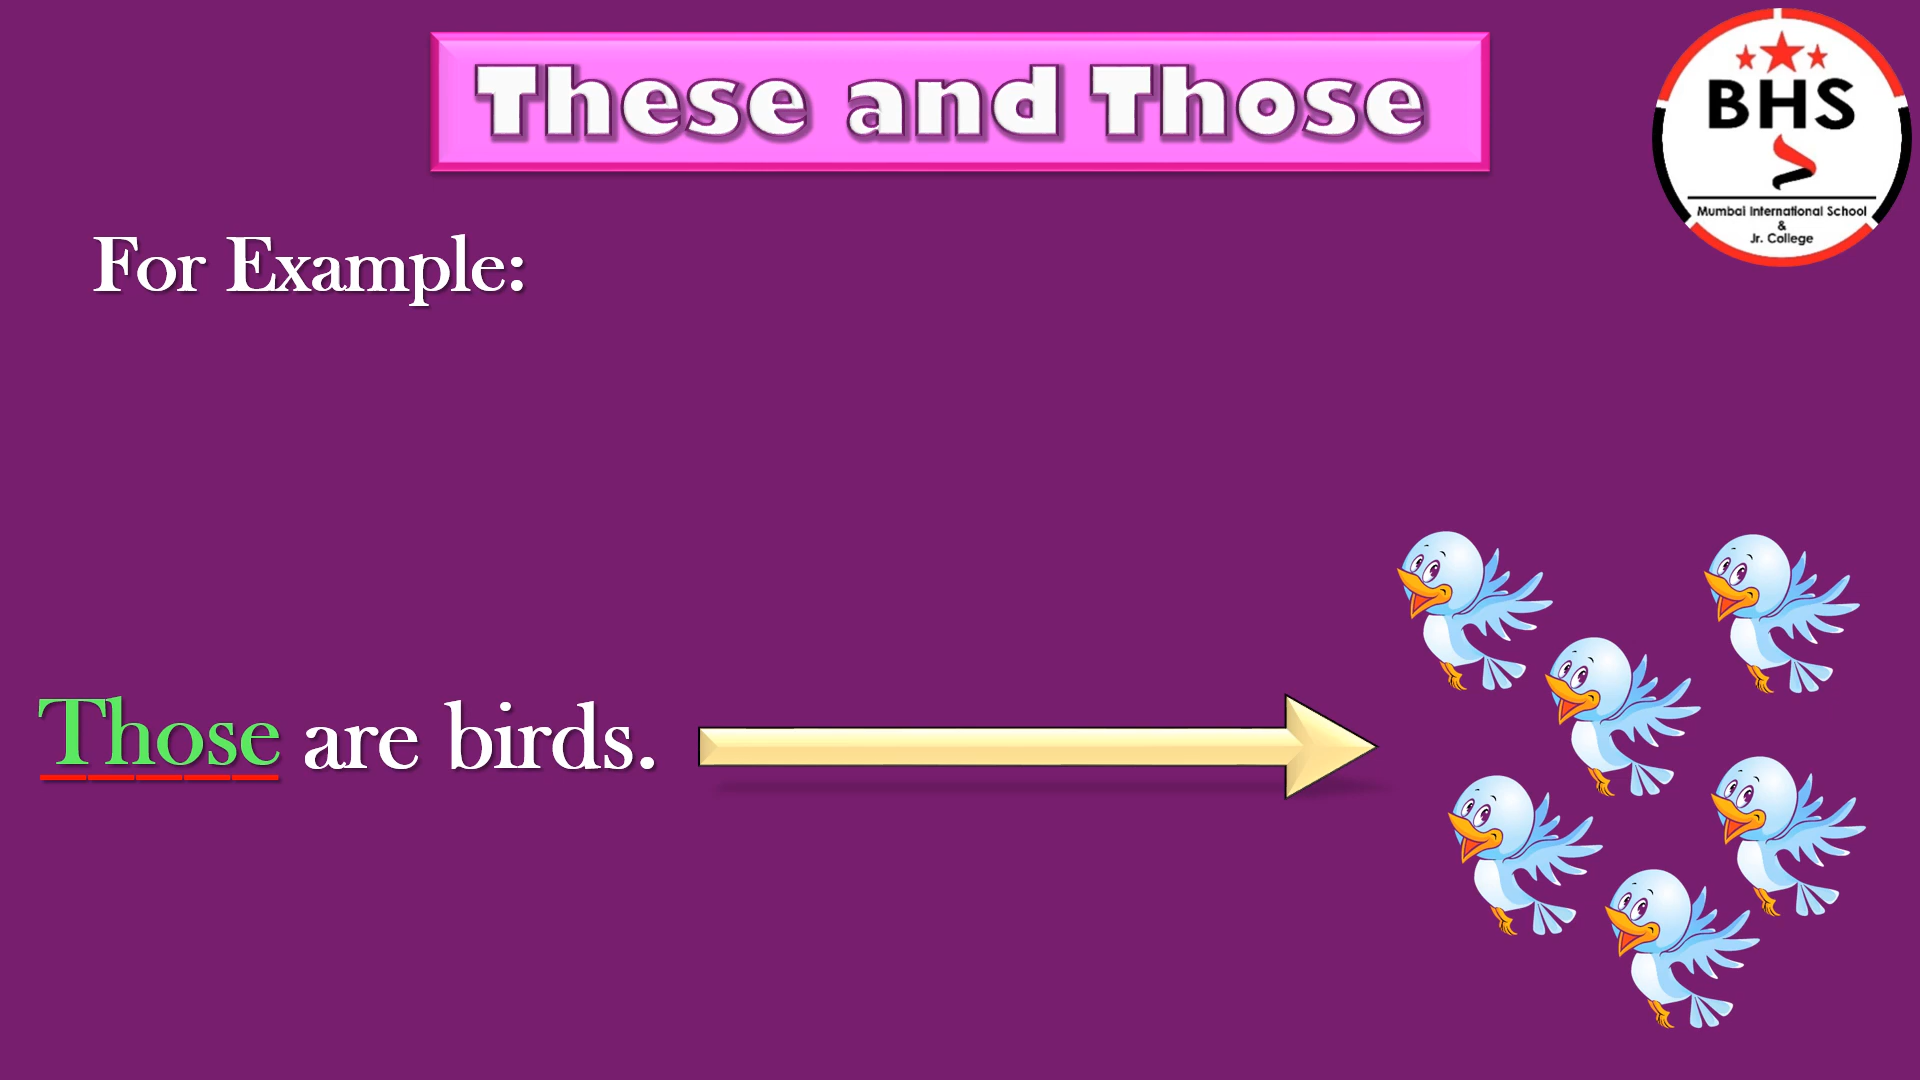 These and Those
BHS
Mumbai International School
&
Jr. College
For Example:
Those are birds.